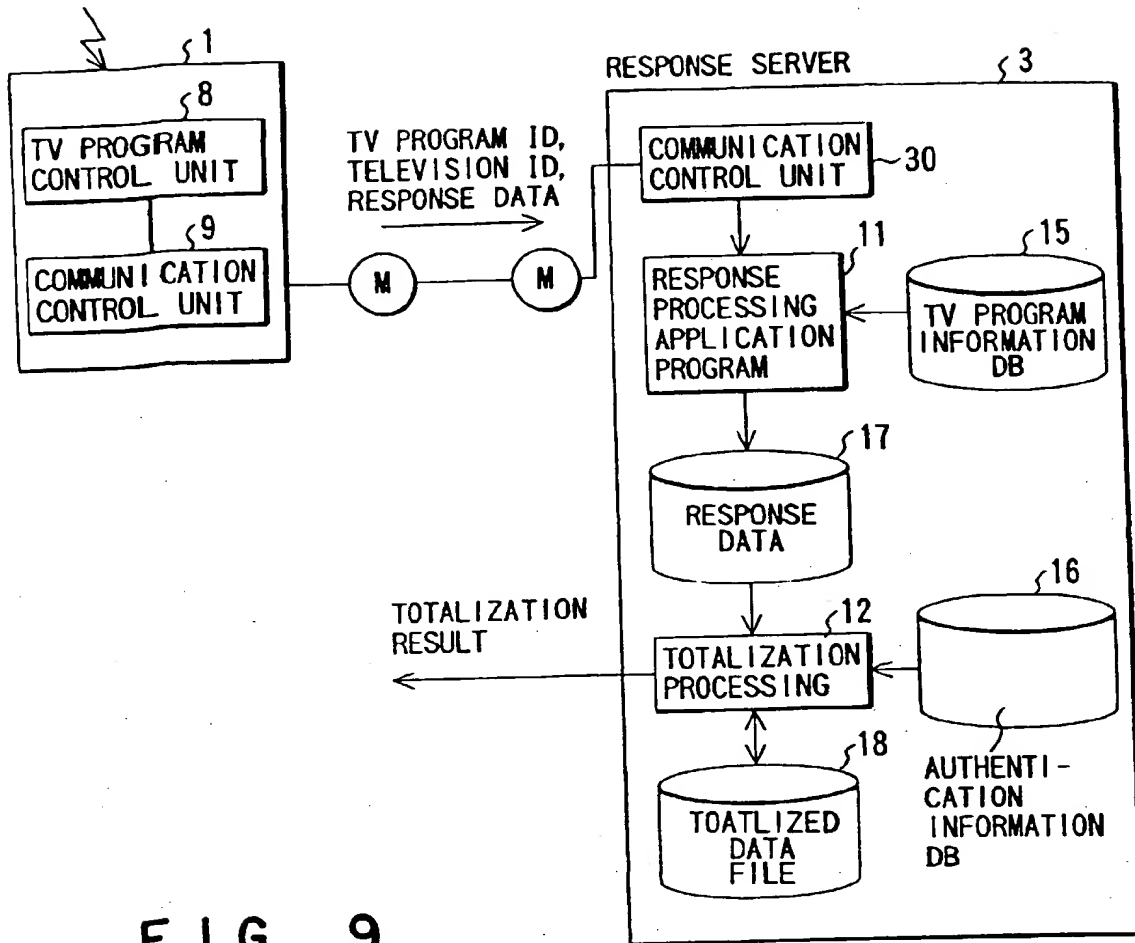 1
8
TV PROGRAM
CONTROL UNIT
9
COMMUNICATION
CONTROL UNIT
TV PROGRAM ID,
TELEVISION ID,
RESPONSE DATA
M
M
RESPONSE SERVER
3
COMMUNICATION
CONTROL UNIT
30
11
RESPONSE
PROCESSING
APPLICATION
PROGRAM
15
TV PROGRAM
INFORMATION
DB
17
RESPONSE
DATA
16
AUTHENTI-
CATION
INFORMATION
DB
TOTALIZATION
RESULT
12
TOTALIZATION
PROCESSING
18
TOATLIZED
DATA
FILE
FIG. 9